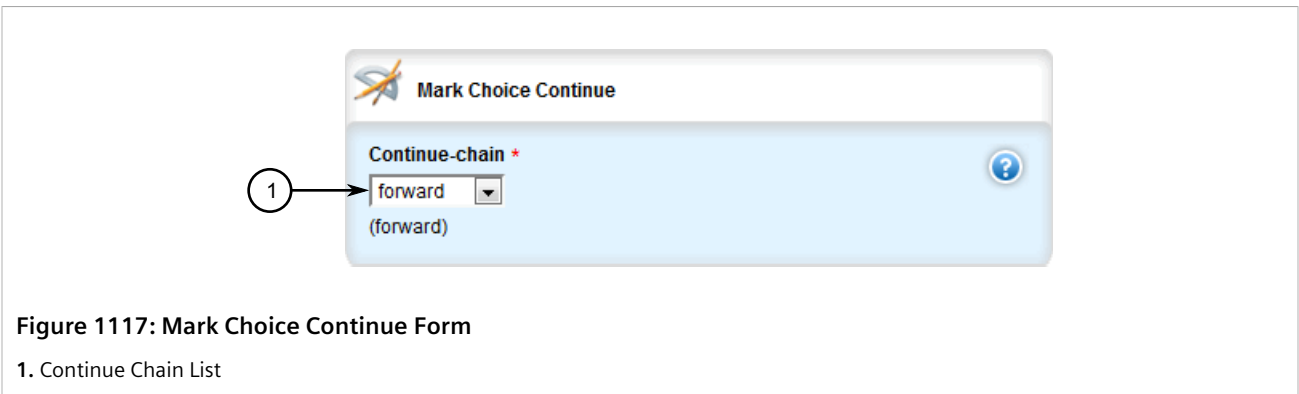 Mark Choice Continue
Continue-chain *
1
forward
(forward)
?
Figure 1117: Mark Choice Continue Form
1. Continue Chain List